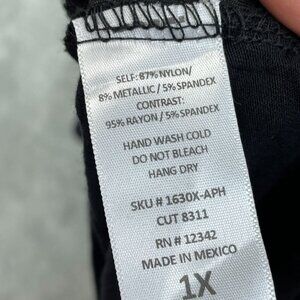 SELF: 87% NYLON/
8% METALLIC / 5% SPANDEX
CONTRAST:
95% RAYON / 5% SPANDEX
HAND WASH COLD
DO NOT BLEACH
HANG DRY
SKU # 1630X-APH
CUT 8311
RN # 12342
MADE IN MEXICO
1X